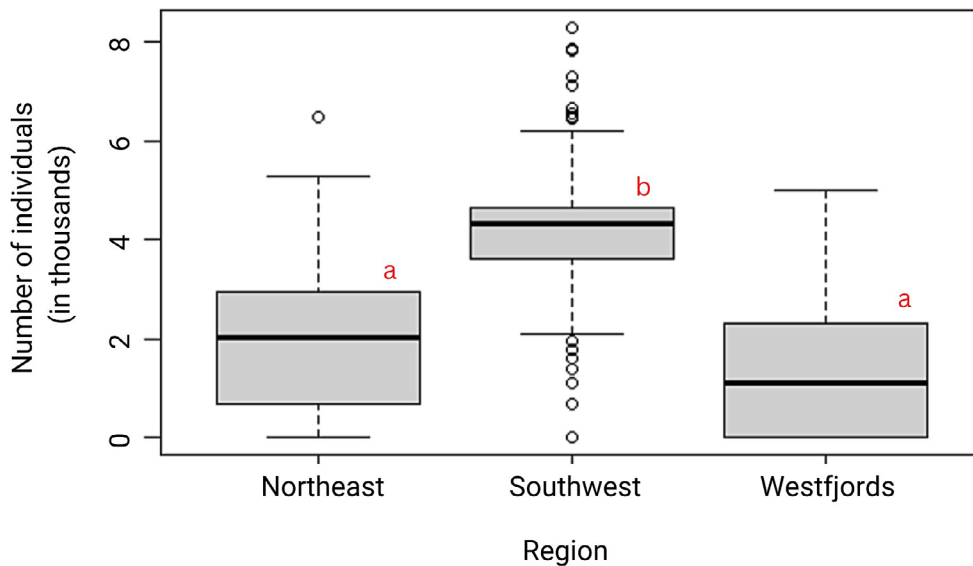 Number of individuals
(in thousands)
8
6
4
2
0
a
b
a
Northeast
Southwest
Westfjords
Region